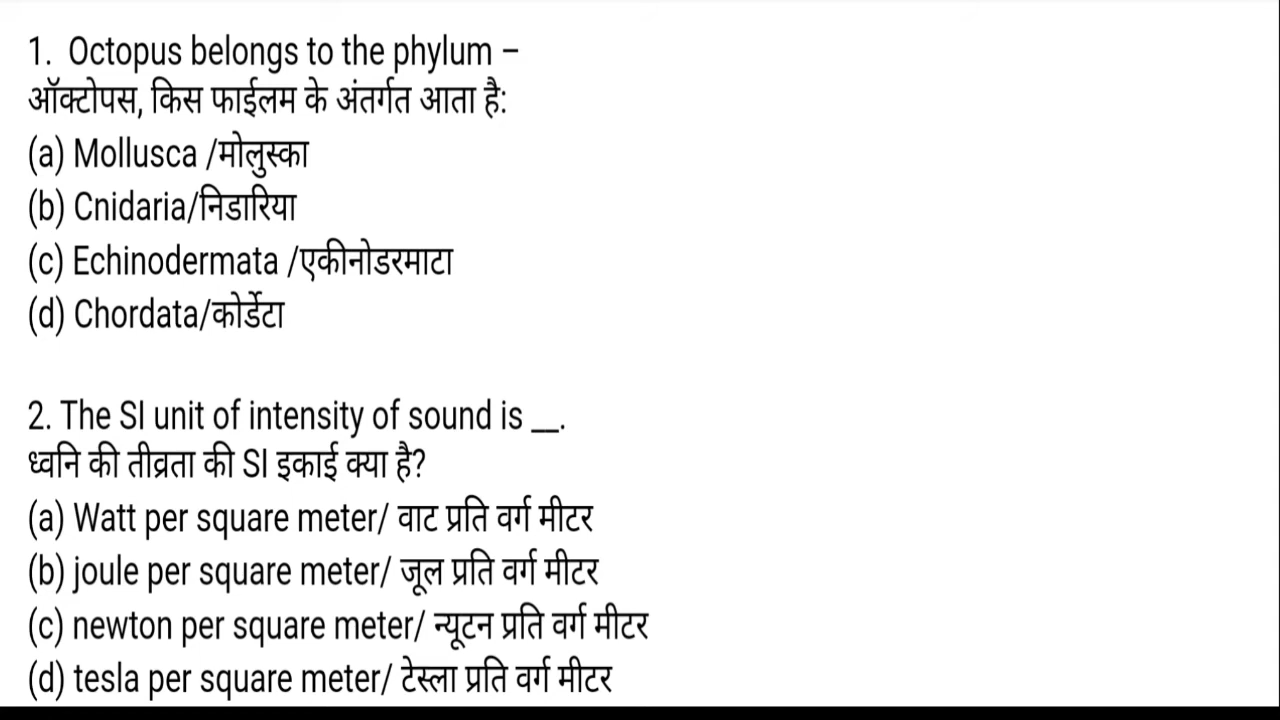 1. Octopus belongs to the phylum –
ऑक्टोपस, किस फाईलम के अंतर्गत आता है:
(a) Mollusca /मोलुस्का
(b) Cnidaria/निडारिया
(c) Echinodermata /एकीनोडरमाटा
(d) Chordata/कोर्डेटा
2. The SI unit of intensity of sound is __.
ध्वनि की तीव्रता की SI इकाई क्या है?
(a) Watt per square meter/ वाट प्रति वर्ग मीटर
(b) joule per square meter/ जूल प्रति वर्ग मीटर
(c) newton per square meter/ न्यूटन प्रति वर्ग मीटर
(d) tesla per square meter/ टेस्ला प्रति वर्ग मीटर